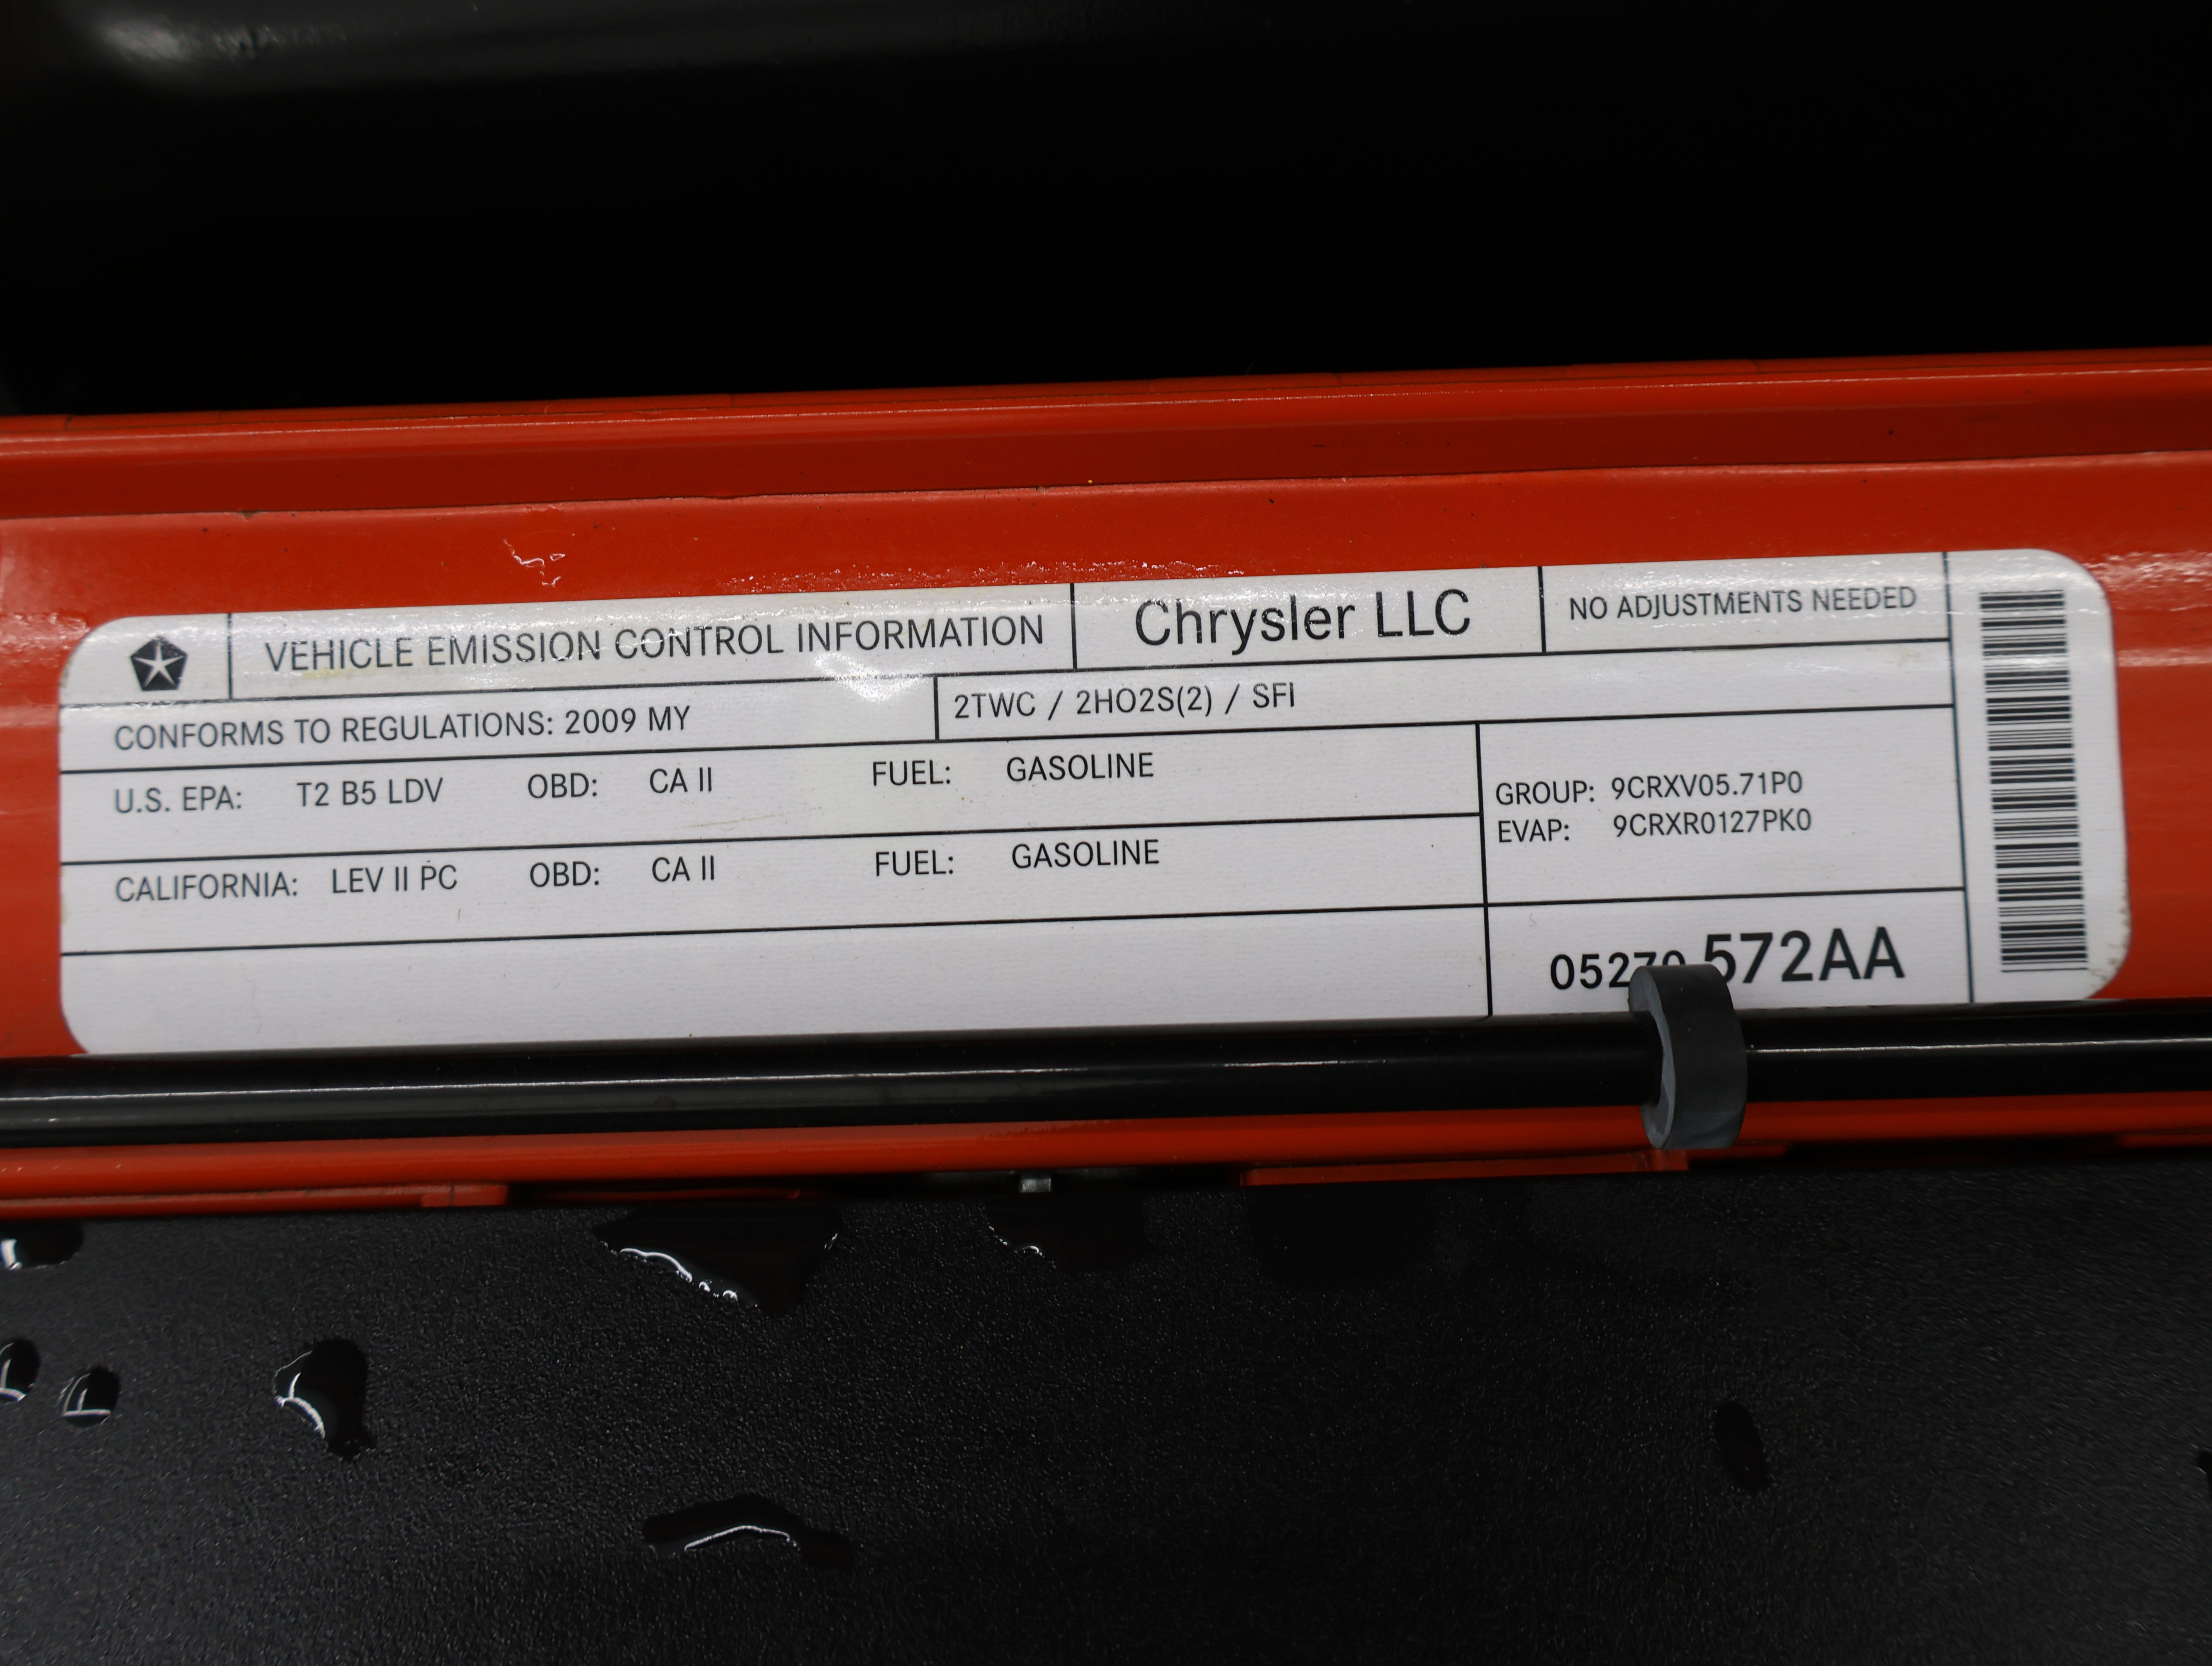 VEHICLE EMISSION CONTROL INFORMATION
Chrysler LLC
NO ADJUSTMENTS NEEDED
CONFORMS TO REGULATIONS: 2009 MY
2TWC / 2HO2S(2) / SFI
U.S. EPA: T2 B5 LDV OBD: CA II FUEL: GASOLINE
CALIFORNIA: LEV II PC OBD: CA II FUEL: GASOLINE
GROUP: 9CRXV05.71P0
EVAP: 9CRXR0127PK0
572AA